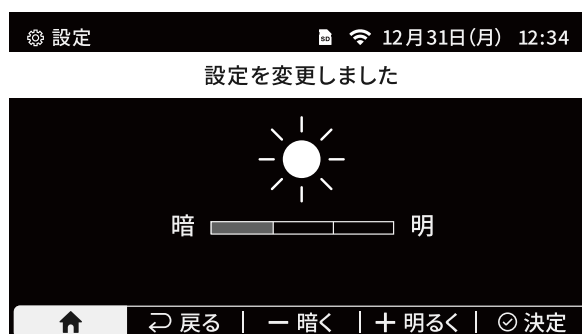 設定 SD 12月31日(月) 12:34
設定を変更しました
暗 明
戻る ー 暗く ＋ 明るく 決定